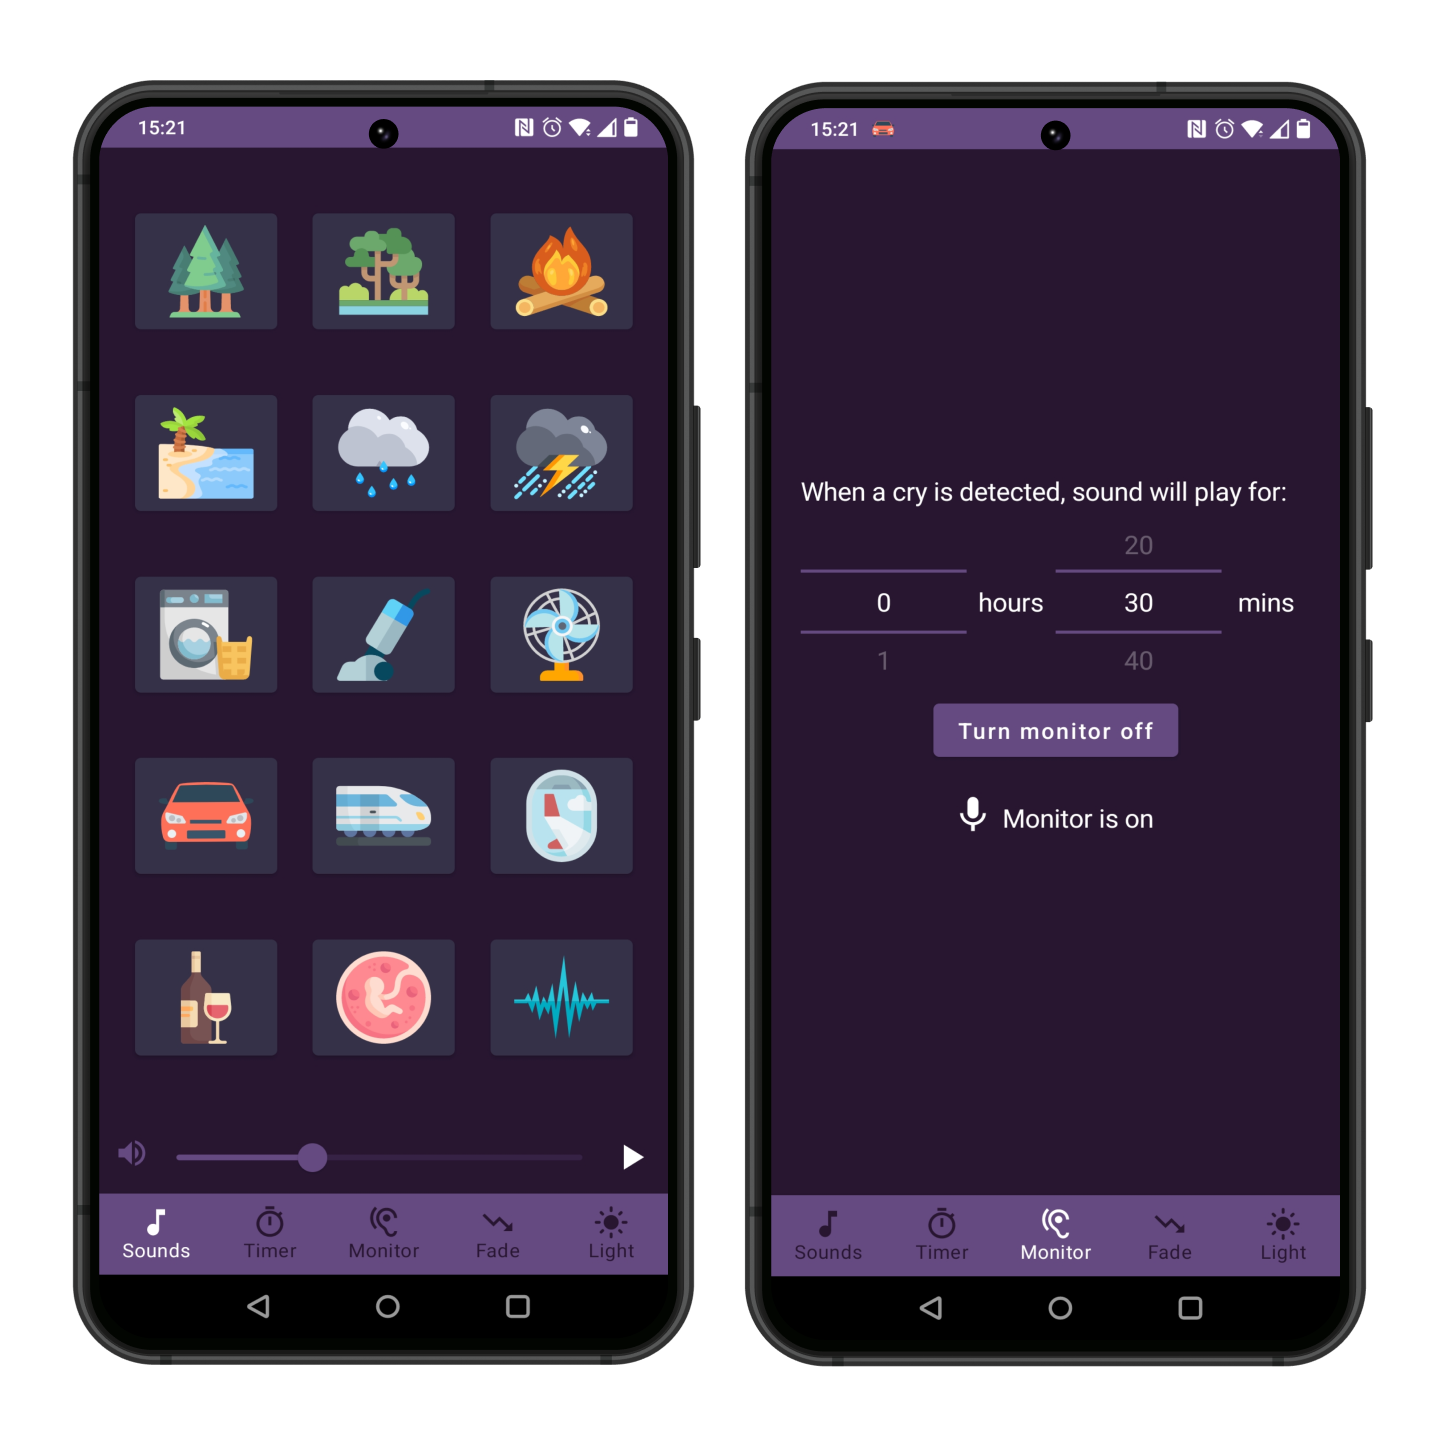 15:21
Sounds Timer Monitor Fade Light
15:21
When a cry is detected, sound will play for:
20
0 hours 30 mins
1 40
Turn monitor off
Monitor is on
Sounds Timer Monitor Fade Light